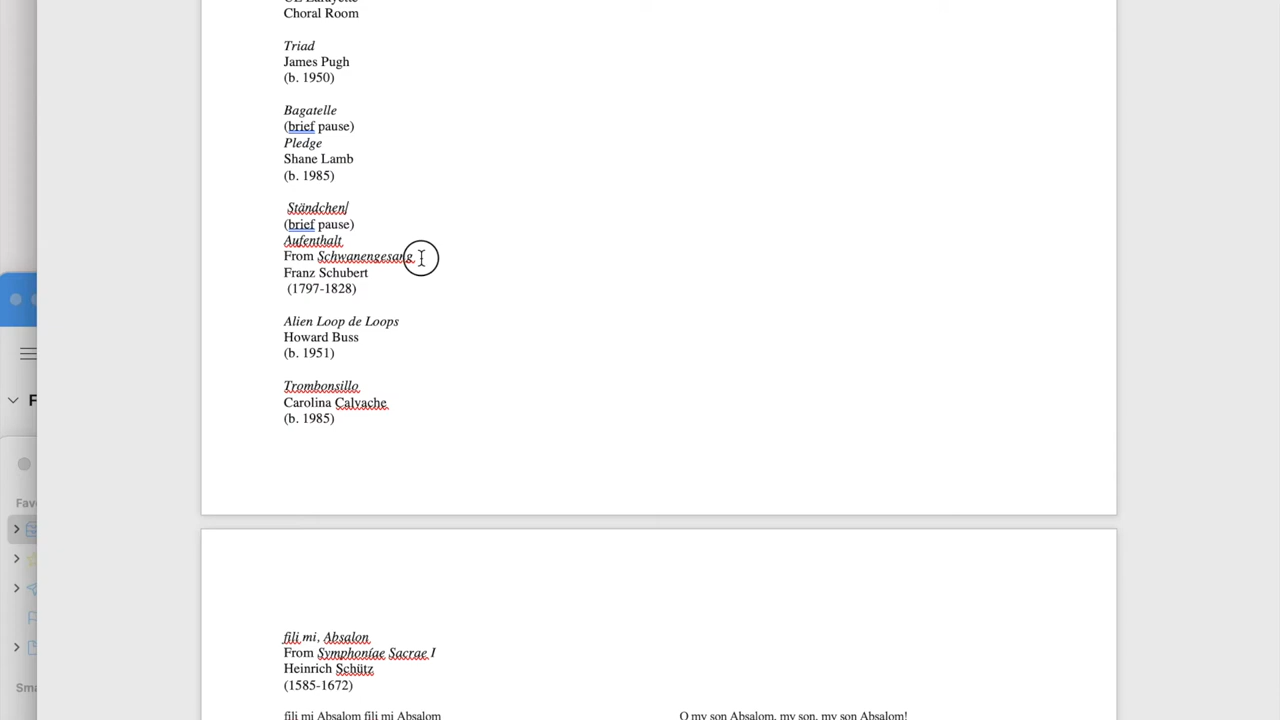 Choral Room
Triad
James Pugh
(b. 1950)
Bagatelle
(brief pause)
Pledge
Shane Lamb
(b. 1985)
Ständchen
(brief pause)
Aufenthalt
From Schwanengesang
Franz Schubert
(1797-1828)
Alien Loop de Loops
Howard Buss
(b. 1951)
Trombonsillo
Carolina Calvache
(b. 1985)
fili mi, Absalon
From Symphoníae Sacrae I
Heinrich Schütz
(1585-1672)
fili mi Absalom fili mi Absalom
O my son Absalom, my son, my son Absalom!